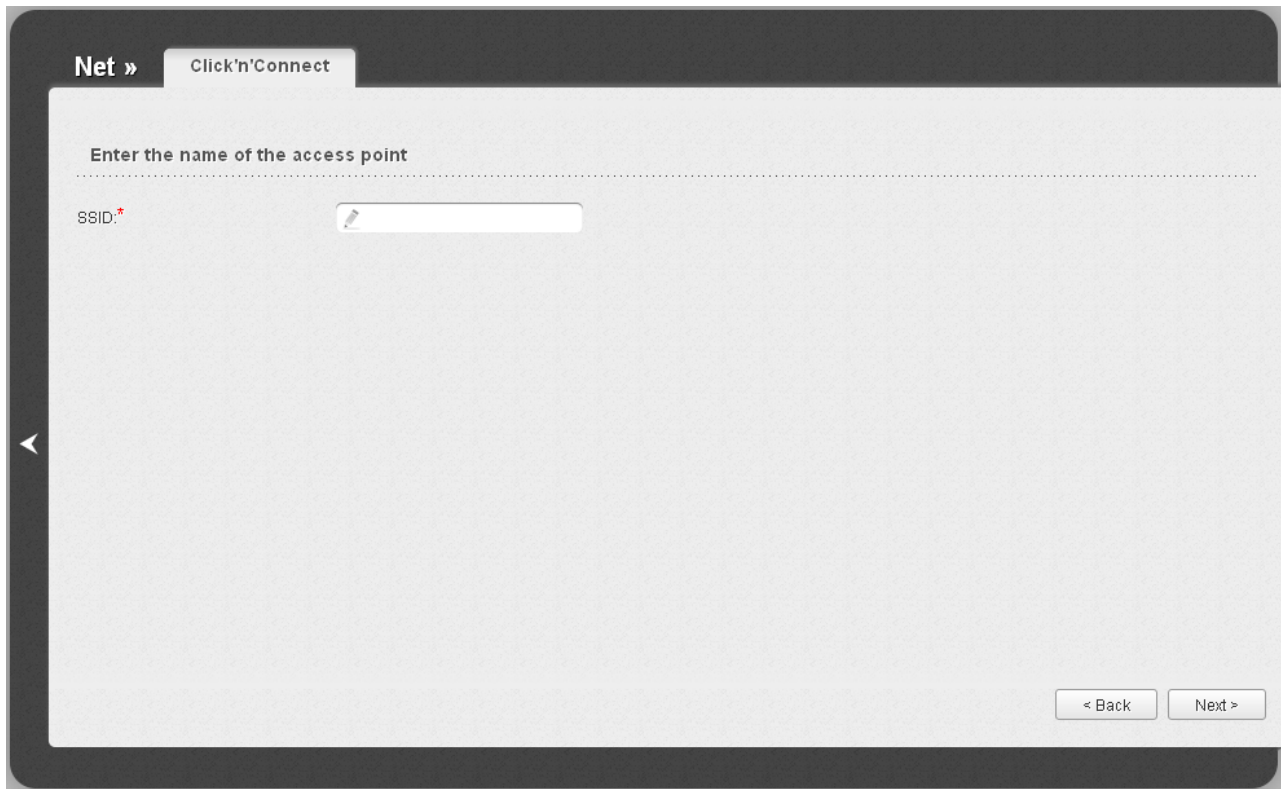 Net » Click'n'Connect
Enter the name of the access point
SSID:*
< Back Next >